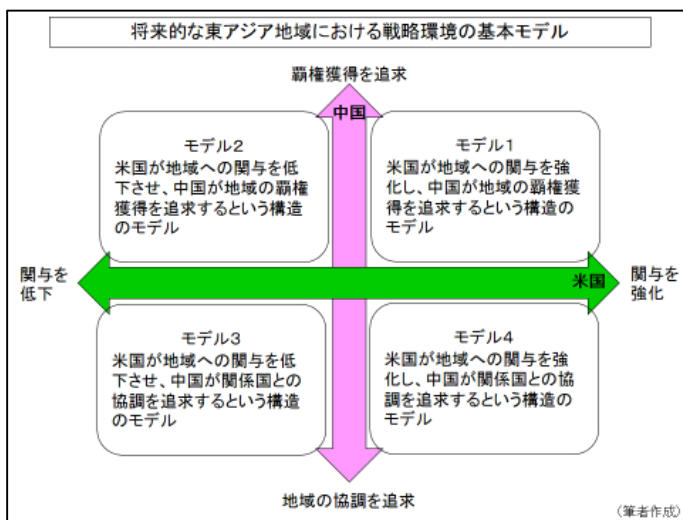 将来的な東アジア地域における戦略環境の基本モデル
覇権獲得を追求
中国
モデル2
米国が地域への関与を低
下させ、中国が地域の覇権
獲得を追求するという構造
のモデル
モデル1
米国が地域への関与を強
化し、中国が地域の覇権獲
得を追求するという構造の
モデル
関与を
低下
米国
関与を
強化
モデル3
米国が地域への関与を低
下させ、中国が関係国との
協調を追求するという構造
のモデル
モデル4
米国が地域への関与を強
化し、中国が関係国との協
調を追求するという構造の
モデル
地域の協調を追求
(筆者作成)